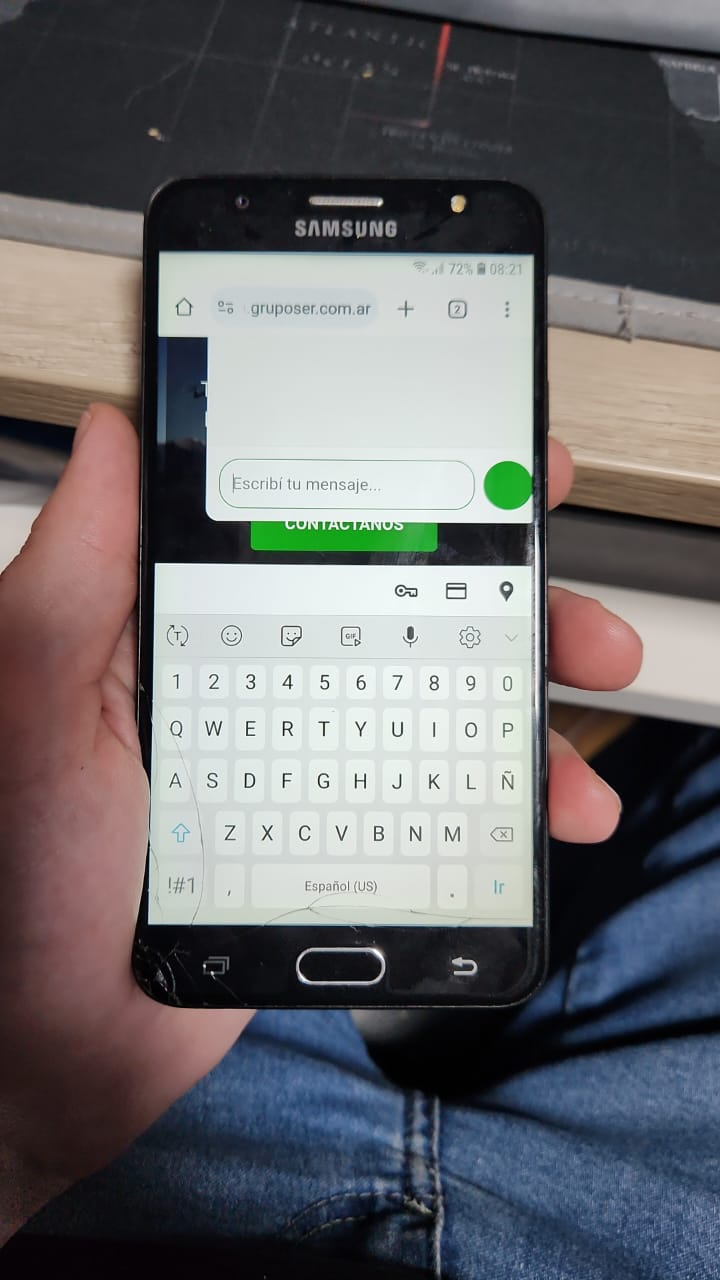 SAMSUNG
72% 08:21
gruposer.com.ar + 2
Escribí tu mensaje...
CONTACTANOS
T GIF
1 2 3 4 5 6 7 8 9 0
Q W E R T Y U I O P
A S D F G H J K L Ñ
Z X C V B N M
!#1 , Español (US) . Ir